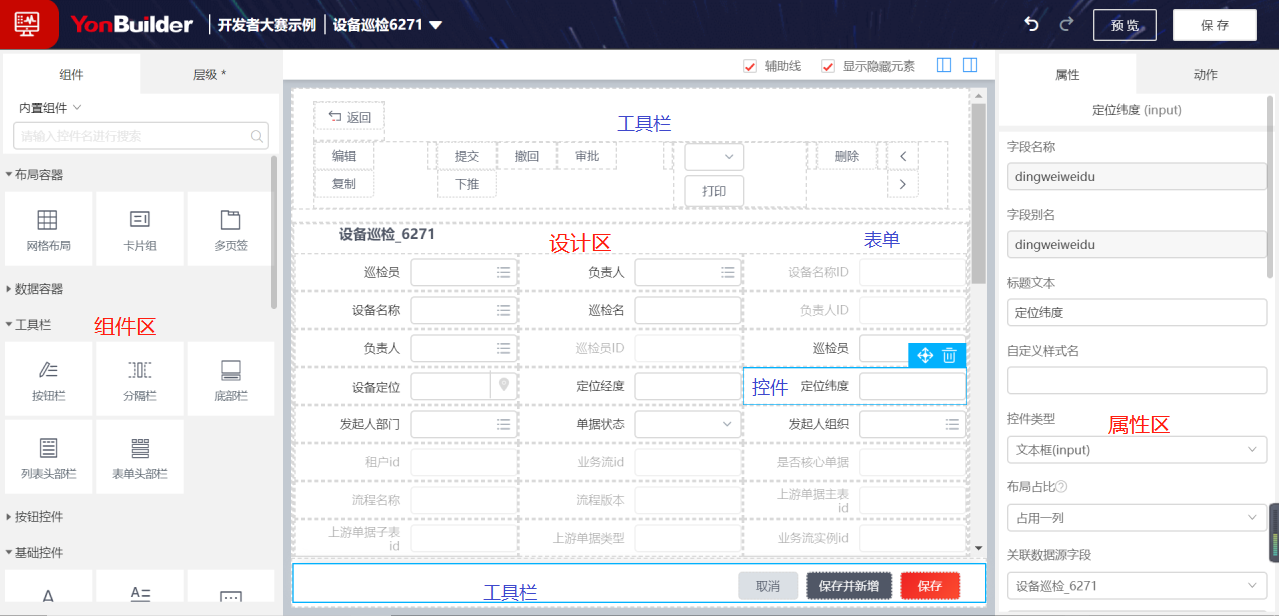 YonBuilder 开发者大赛示例 设备巡检6271 预览 保存
组件 层级 *
内置组件
请输入控件名进行搜索
布局容器
网格布局 卡片组 多页签
数据容器
工具栏
组件区
按钮栏 分隔栏 底部栏
列表头部栏 表单头部栏
按钮控件
基础控件
辅助线 显示隐藏元素
返回 工具栏
编辑 提交 撤回 审批 删除
复制 下推 打印
设备巡检_6271 设计区 表单
巡检员 负责人 设备名称ID
设备名称 巡检名 负责人ID
负责人 巡检员ID 巡检员
设备定位 定位经度 控件 定位纬度
发起人部门 单据状态 发起人组织
租户id 业务流id 是否核心单据
流程名称 流程版本 上游单据主表
id
上游单据子表
id
上游单据类型 业务流实例id
工具栏 取消 保存并新增 保存
属性 动作
定位纬度 (input)
字段名称
dingweiweidu
字段别名
dingweiweidu
标题文本
定位纬度
自定义样式名
控件类型
属性区
文本框(input)
布局占比
占用一列
关联数据源字段
设备巡检_6271